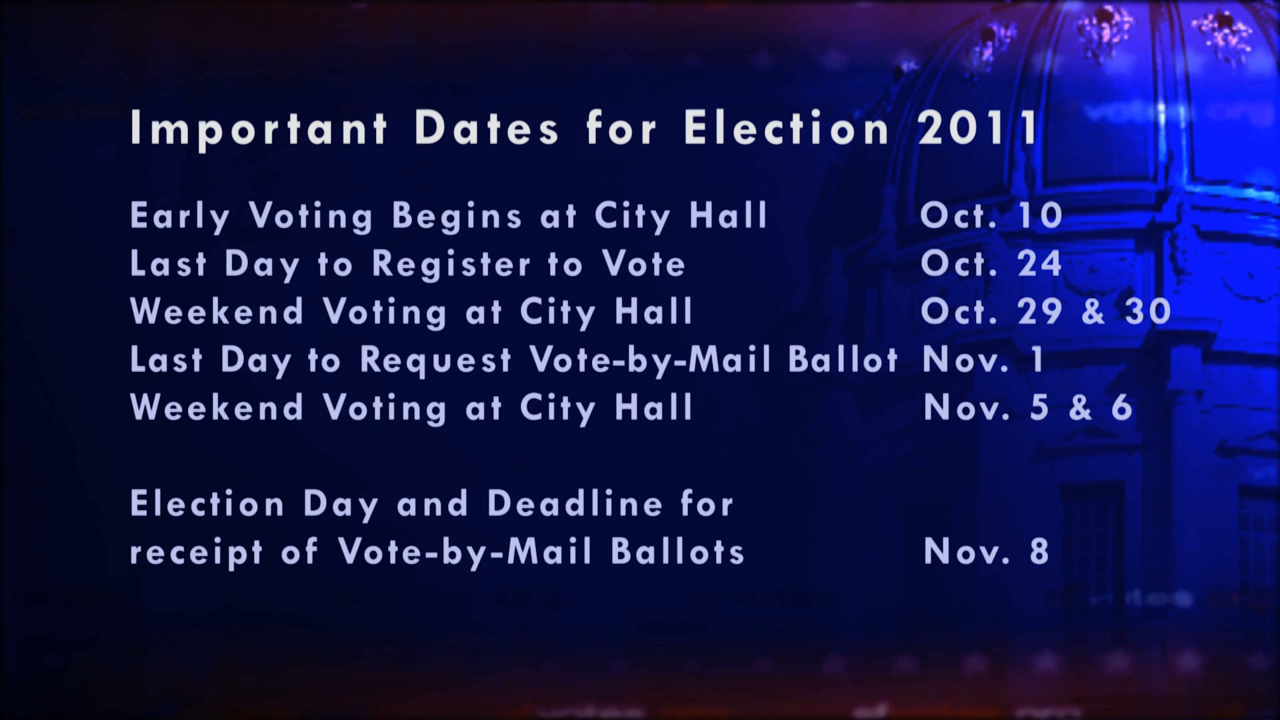 Important Dates for Election 2011
Early Voting Begins at City Hall Oct. 10
Last Day to Register to Vote Oct. 24
Weekend Voting at City Hall Oct. 29 & 30
Last Day to Request Vote-by-Mail Ballot Nov. 1
Weekend Voting at City Hall Nov. 5 & 6
Election Day and Deadline for
receipt of Vote-by-Mail Ballots Nov. 8